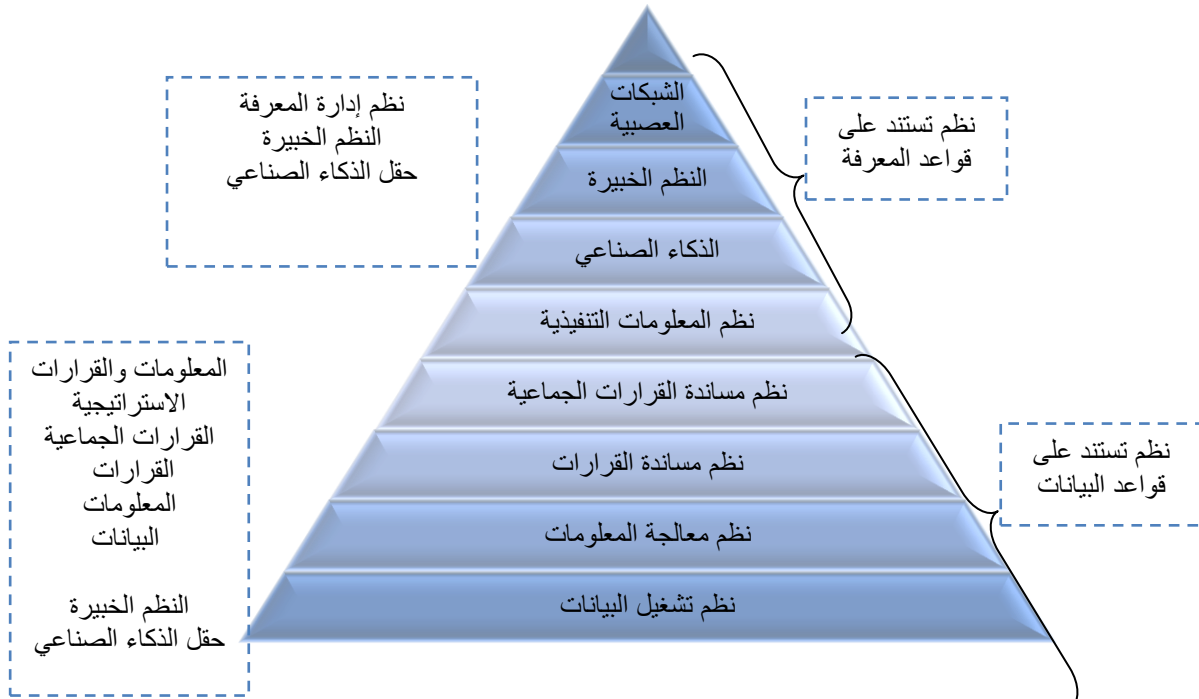 الشبكات
العصبية
النظم الخبيرة
الذكاء الصناعي
نظم المعلومات التنفيذية
نظم مساندة القرارات الجماعية
نظم مساندة القرارات
نظم معالجة المعلومات
نظم تشغيل البيانات
نظم تستند على
قواعد المعرفة
نظم تستند على
قواعد البيانات
نظم إدارة المعرفة
النظم الخبيرة
حقل الذكاء الصناعي
المعلومات والقرارات
الاستراتيجية
القرارات الجماعية
القرارات
المعلومات
البيانات
النظم الخبيرة
حقل الذكاء الصناعي